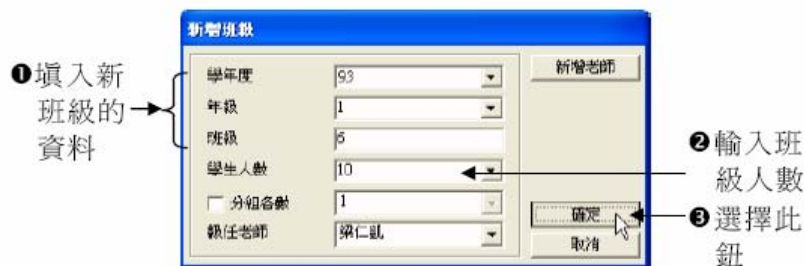 新增班級
❶填入新
班級的
資料
學年度 93
新增老師
年級 1
班級 6
學生人數 10
❷輸入班
級人數
分組名數 1
確定
❸選擇此
鈕
級任老師 梁仁凱
取消